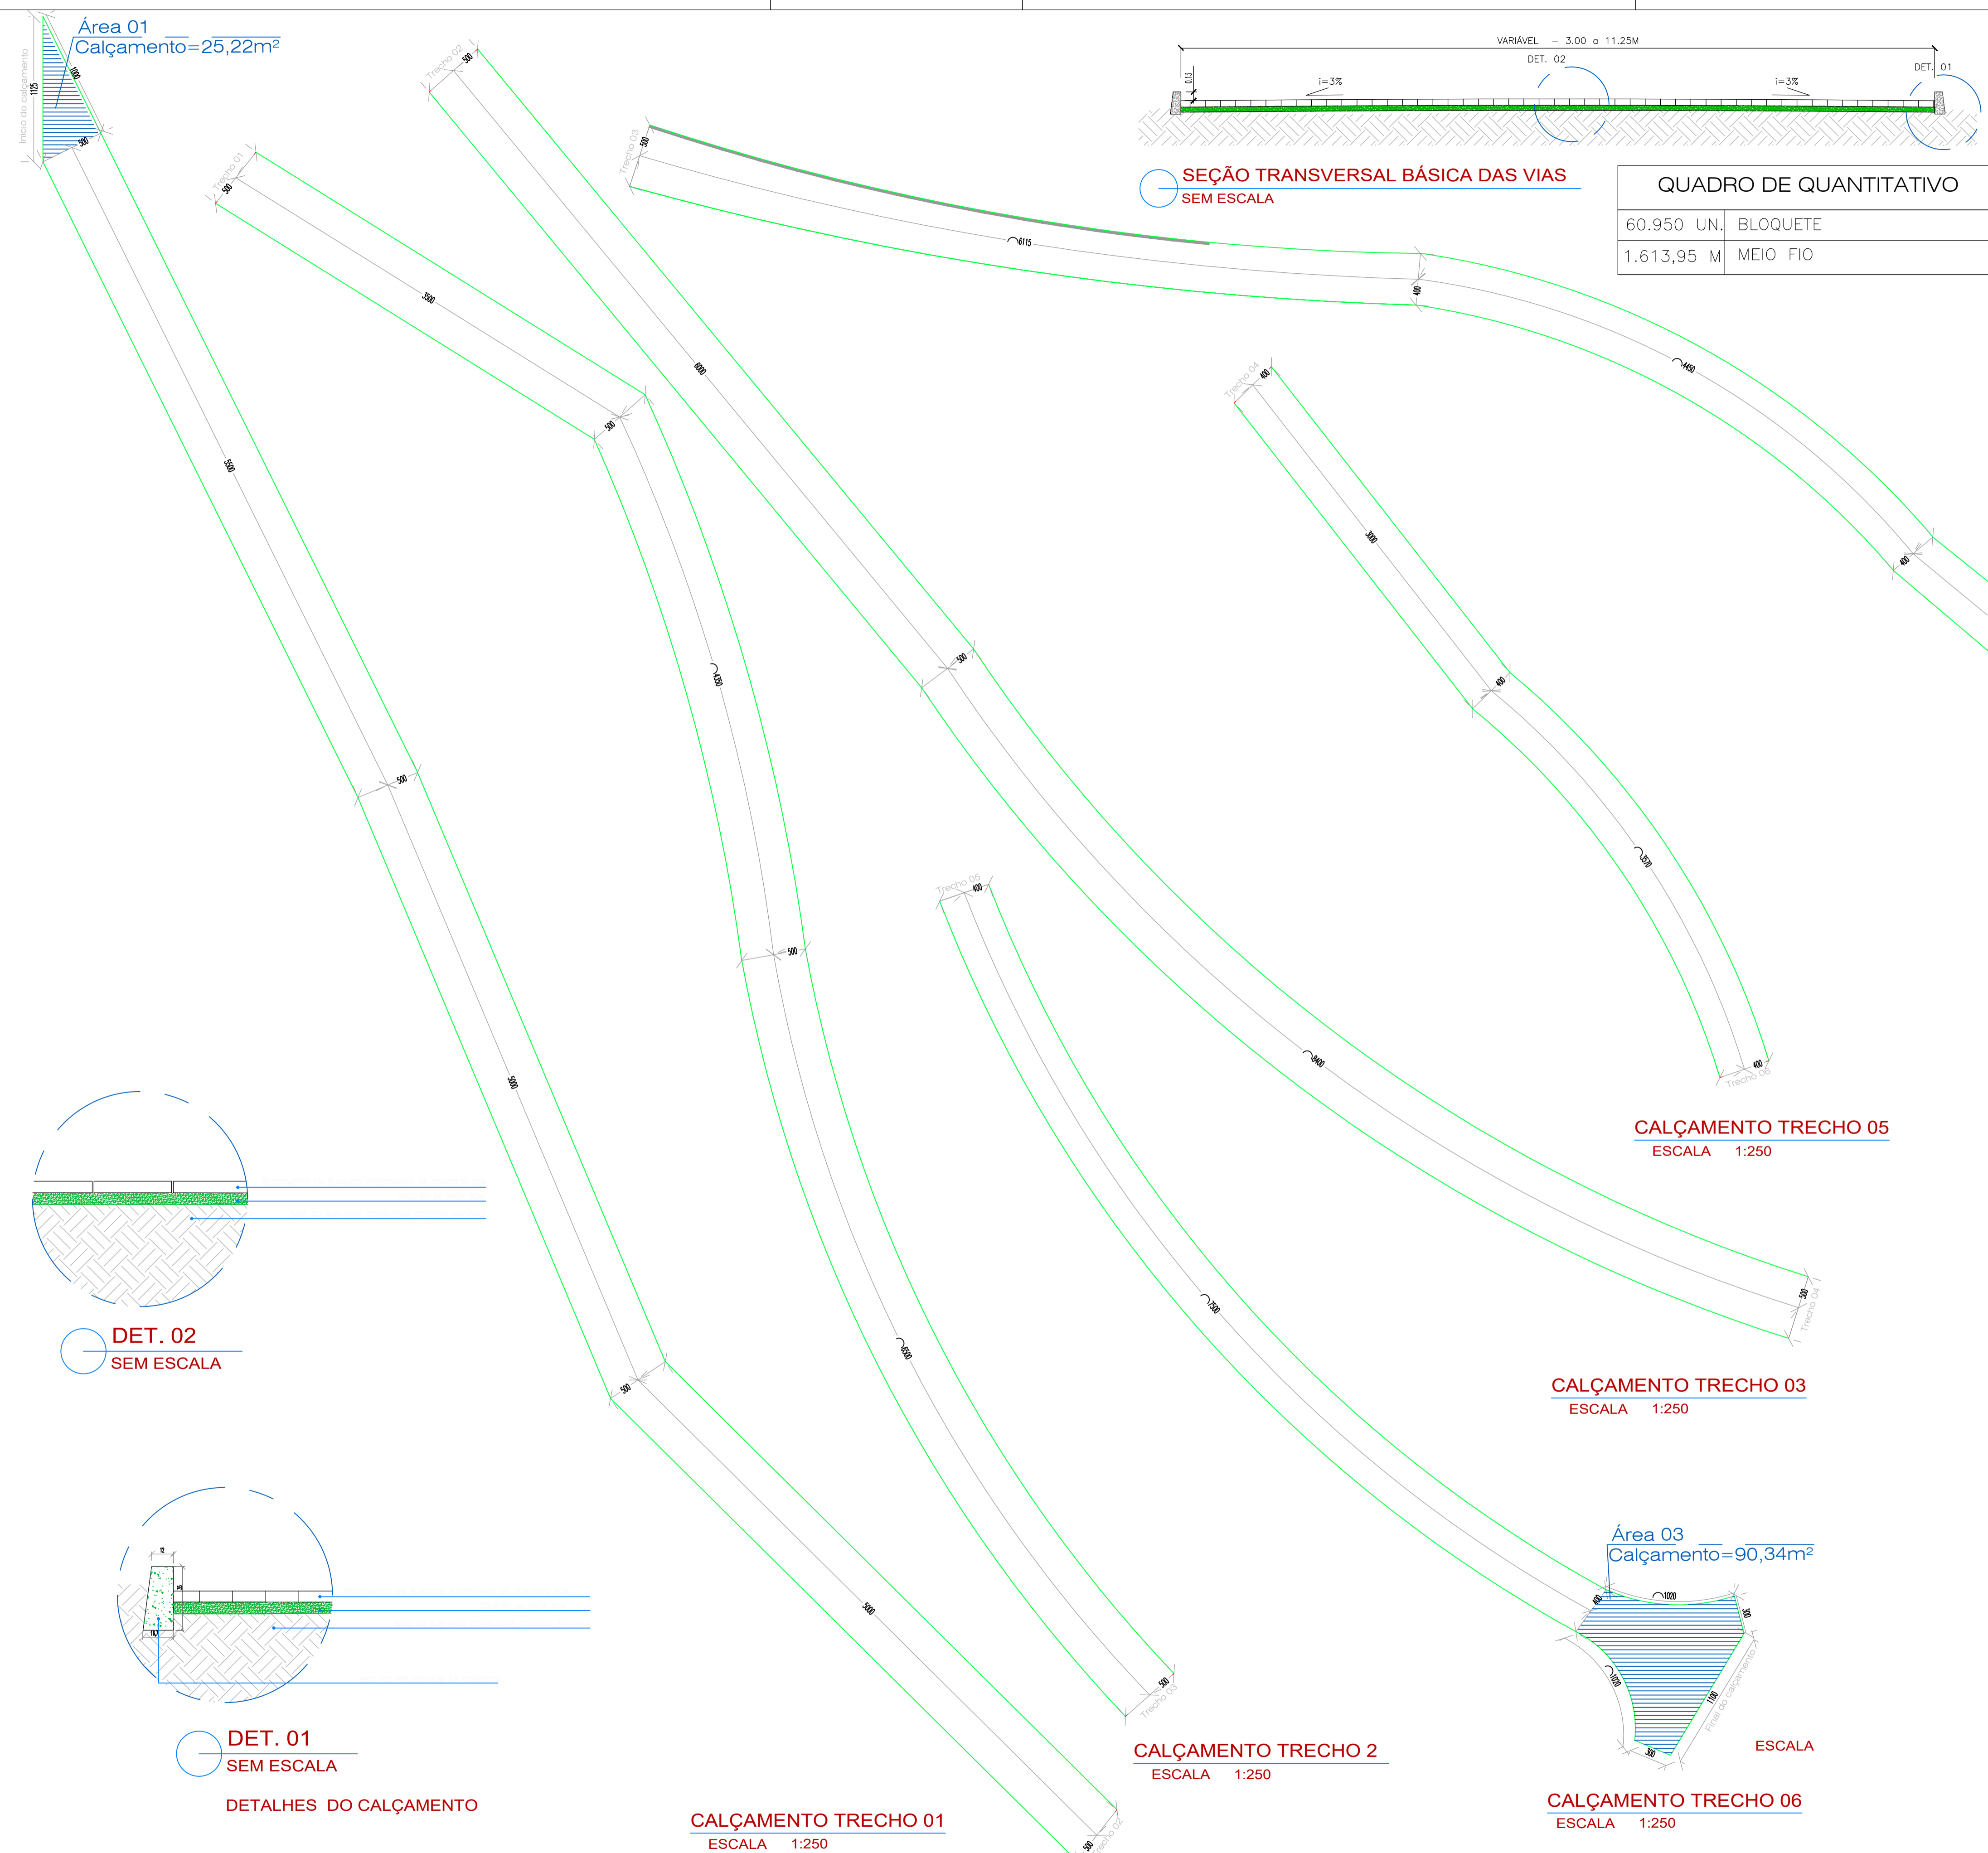 Área 01
Calçamento=25,22m²
Início do calçamento
1125
1000
500
Trecho 02
500
Trecho 01
500
Trecho 03
500
VARIÁVEL – 3.00 a 11.25M
DET. 02
DET. 01
0.13
i=3%
i=3%
SEÇÃO TRANSVERSAL BÁSICA DAS VIAS
SEM ESCALA
QUADRO DE QUANTITATIVO
60.950 UN. BLOQUETE
1.613,95 M MEIO FIO
6115
400
3500
6000
4450
Trecho 04
400
500
5500
3000
400
500
4350
400
500
3570
Trecho 05
400
500
5000
8400
400
Trecho 06
CALÇAMENTO TRECHO 05
ESCALA 1:250
7500
500
Trecho 04
6500
DET. 02
SEM ESCALA
500
CALÇAMENTO TRECHO 03
ESCALA 1:250
Área 03
Calçamento=90,34m²
12
400
1020
300
5000
1020
1100
Final do calçamento
300
500
Trecho 03
DET. 01
SEM ESCALA
DETALHES DO CALÇAMENTO
CALÇAMENTO TRECHO 2
ESCALA 1:250
ESCALA
CALÇAMENTO TRECHO 06
ESCALA 1:250
CALÇAMENTO TRECHO 01
ESCALA 1:250
500
Trecho 02